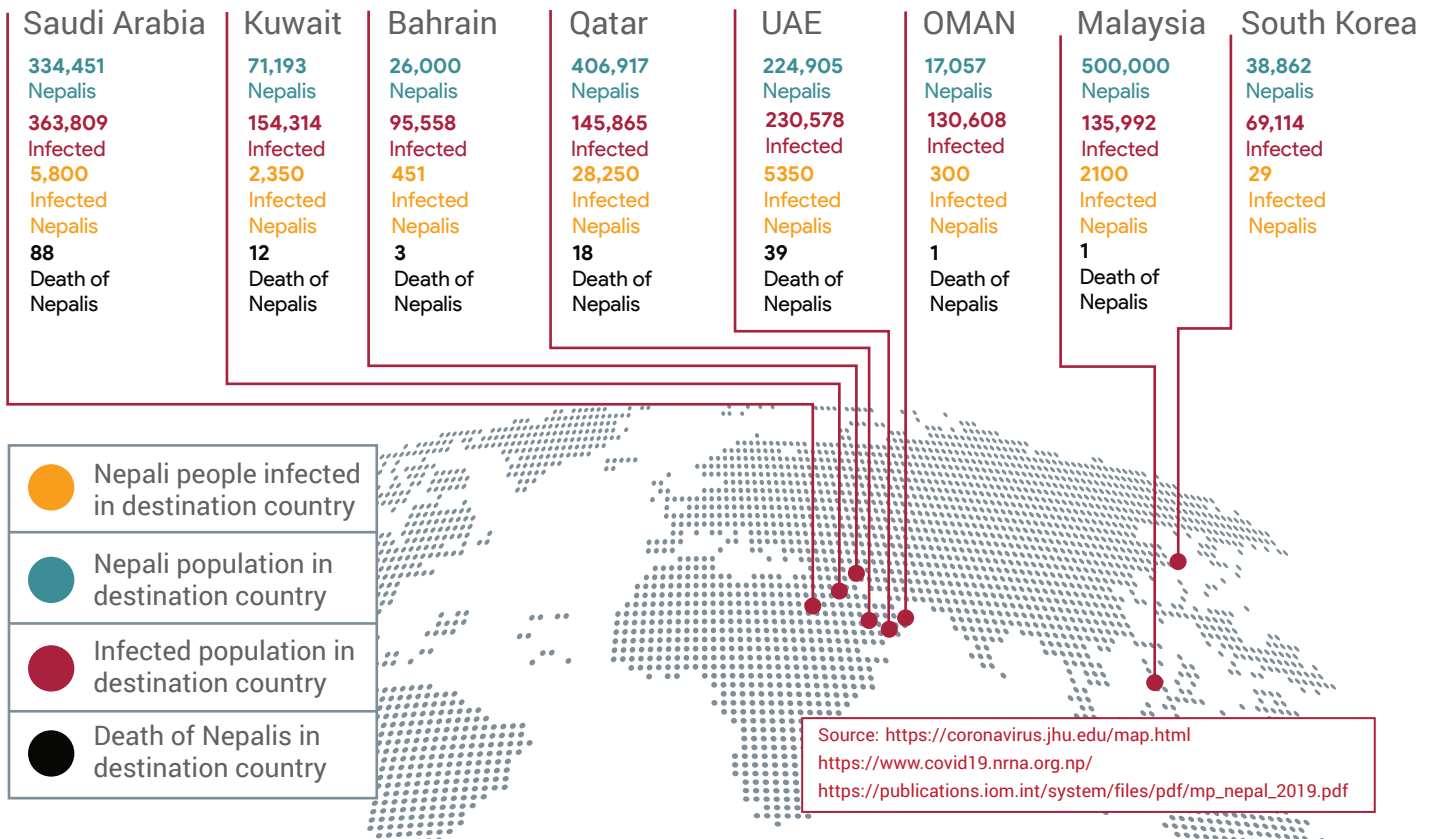 Saudi Arabia
334,451
Nepalis
363,809
Infected
5,800
Infected
Nepalis
88
Death of
Nepalis
Kuwait
71,193
Nepalis
154,314
Infected
2,350
Infected
Nepalis
12
Death of
Nepalis
Bahrain
26,000
Nepalis
95,558
Infected
451
Infected
Nepalis
3
Death of
Nepalis
Qatar
406,917
Nepalis
145,865
Infected
28,250
Infected
Nepalis
18
Death of
Nepalis
UAE
224,905
Nepalis
230,578
Infected
5350
Infected
Nepalis
39
Death of
Nepalis
OMAN
17,057
Nepalis
130,608
Infected
300
Infected
Nepalis
1
Death of
Nepalis
Malaysia
500,000
Nepalis
135,992
Infected
2100
Infected
Nepalis
1
Death of
Nepalis
South Korea
38,862
Nepalis
69,114
Infected
29
Infected
Nepalis
Nepali people infected
in destination country
Nepali population in
destination country
Infected population in
destination country
Death of Nepalis in
destination country
Source: https://coronavirus.jhu.edu/map.html
https://www.covid19.nrna.org.np/
https://publications.iom.int/system/files/pdf/mp_nepal_2019.pdf